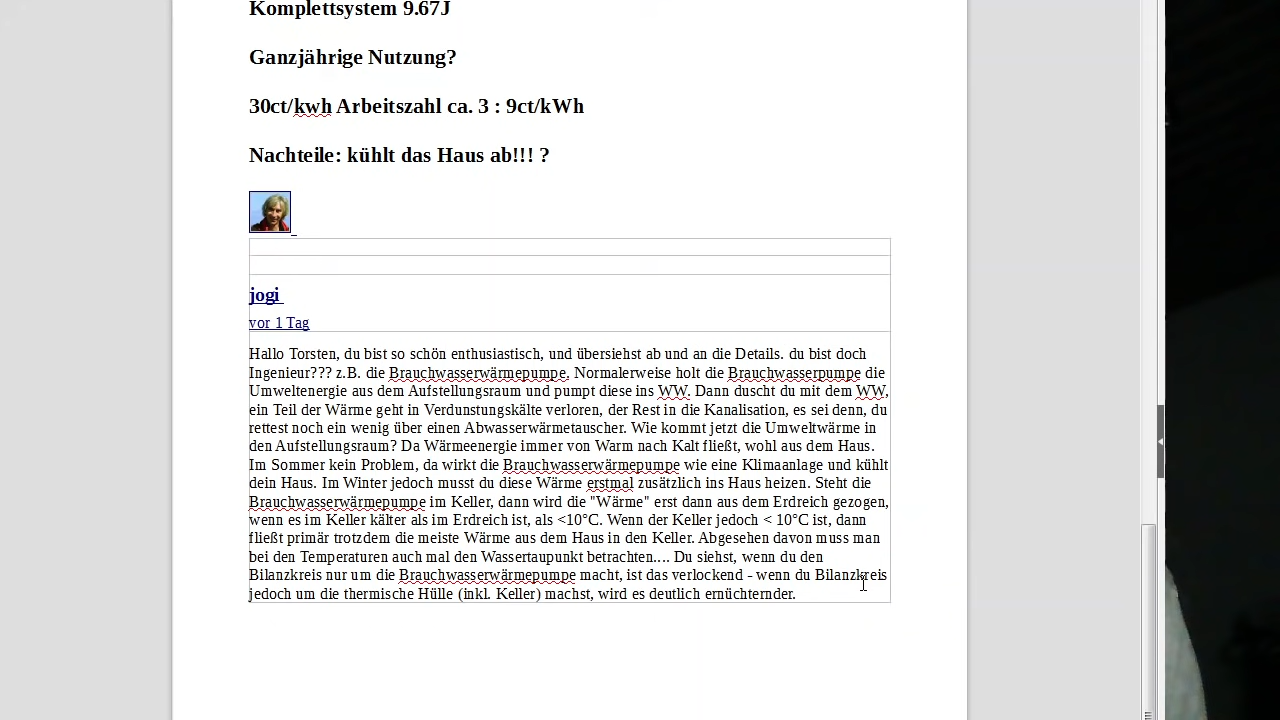 Komplettsystem 9.67J
Ganzjährige Nutzung?
30ct/kwh Arbeitszahl ca. 3 : 9ct/kWh
Nachteile: kühlt das Haus ab!!! ?
jogi
vor 1 Tag
Hallo Torsten, du bist so schön enthusiastisch, und übersiehst ab und an die Details. du bist doch
Ingenieur??? z.B. die Brauchwasserwärmepumpe. Normalerweise holt die Brauchwasserpumpe die
Umweltenergie aus dem Aufstellungsraum und pumpt diese ins WW. Dann duscht du mit dem WW,
ein Teil der Wärme geht in Verdunstungskälte verloren, der Rest in die Kanalisation, es sei denn, du
rettest noch ein wenig über einen Abwasserwärmetauscher. Wie kommt jetzt die Umweltwärme in
den Aufstellungsraum? Da Wärmeenergie immer von Warm nach Kalt fließt, wohl aus dem Haus.
Im Sommer kein Problem, da wirkt die Brauchwasserwärmepumpe wie eine Klimaanlage und kühlt
dein Haus. Im Winter jedoch musst du diese Wärme erstmal zusätzlich ins Haus heizen. Steht die
Brauchwasserwärmepumpe im Keller, dann wird die "Wärme" erst dann aus dem Erdreich gezogen,
wenn es im Keller kälter als im Erdreich ist, als <10°C. Wenn der Keller jedoch < 10°C ist, dann
fließt primär trotzdem die meiste Wärme aus dem Haus in den Keller. Abgesehen davon muss man
bei den Temperaturen auch mal den Wassertaupunkt betrachten.... Du siehst, wenn du den
Bilanzkreis nur um die Brauchwasserwärmepumpe macht, ist das verlockend - wenn du Bilanzkreis
jedoch um die thermische Hülle (inkl. Keller) machst, wird es deutlich ernüchternder.